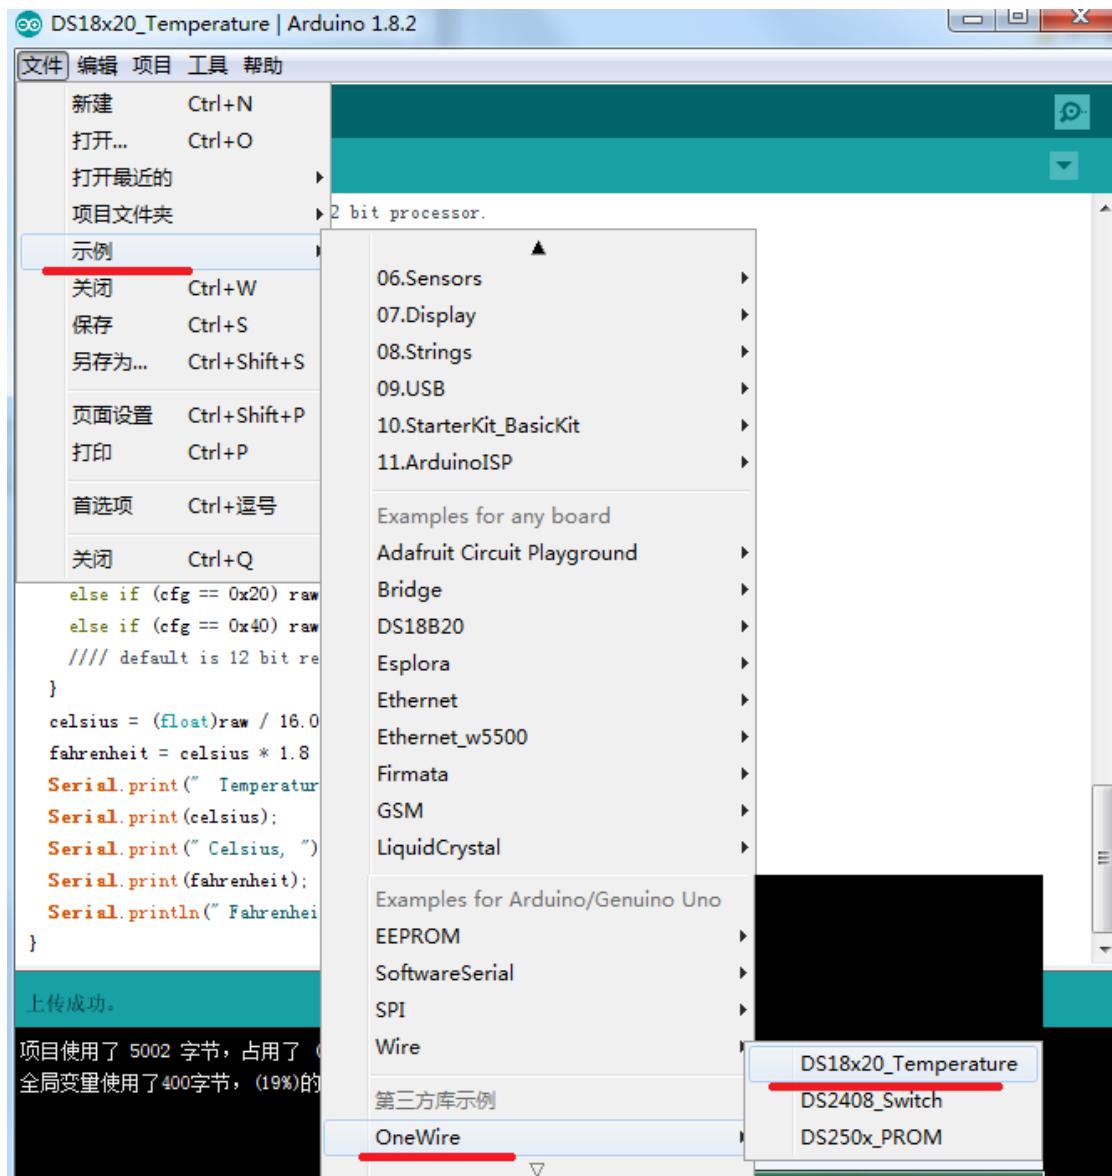 DS18x20_Temperature | Arduino 1.8.2
文件 编辑 项目 工具 帮助
新建 Ctrl+N
打开... Ctrl+O
打开最近的
项目文件夹
示例
关闭 Ctrl+W
保存 Ctrl+S
另存为... Ctrl+Shift+S
页面设置 Ctrl+Shift+P
打印 Ctrl+P
首选项 Ctrl+逗号
关闭 Ctrl+Q
2 bit processor.
06.Sensors
07.Display
08.Strings
09.USB
10.StarterKit_BasicKit
11.ArduinoISP
Examples for any board
Adafruit Circuit Playground
Bridge
DS18B20
Esplora
Ethernet
Ethernet_w5500
Firmata
GSM
LiquidCrystal
Examples for Arduino/Genuino Uno
EEPROM
SoftwareSerial
SPI
Wire
第三方库示例
OneWire
DS18x20_Temperature
DS2408_Switch
DS250x_PROM
else if (cfg == 0x20) raw
else if (cfg == 0x40) raw
//// default is 12 bit re
}
celsius = (float)raw / 16.0
fahrenheit = celsius * 1.8
Serial.print("  Temperatur
Serial.print(celsius);
Serial.print(" Celsius, ")
Serial.print(fahrenheit);
Serial.println(" Fahrenhei
}
上传成功。
项目使用了 5002 字节，占用了 (
全局变量使用了400字节，(19%)的